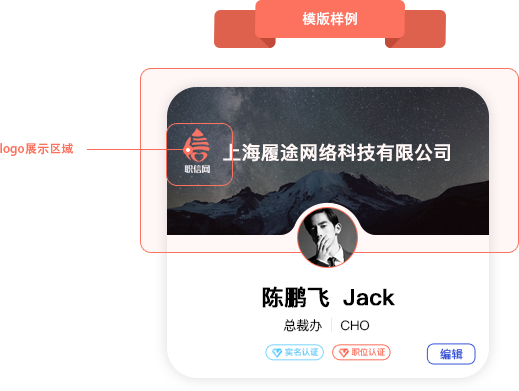 模版样例
logo展示区域
上海履途网络科技有限公司
职信网
陈鹏飞 Jack
总裁办 CHO
实名认证 职位认证
编辑